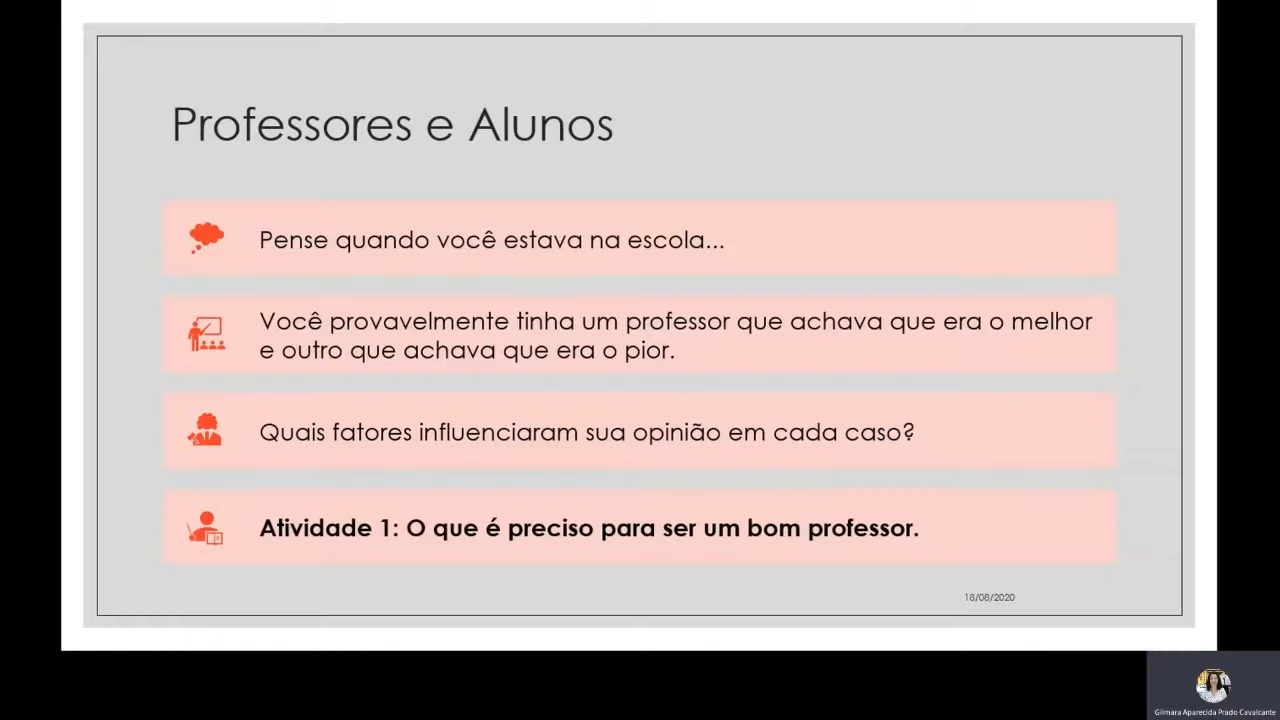 Professores e Alunos
Pense quando você estava na escola...
Você provavelmente tinha um professor que achava que era o melhor
e outro que achava que era o pior.
Quais fatores influenciaram sua opinião em cada caso?
Atividade 1: O que é preciso para ser um bom professor.
18/08/2020
Gilmara Aparecida Prado Cavalcante